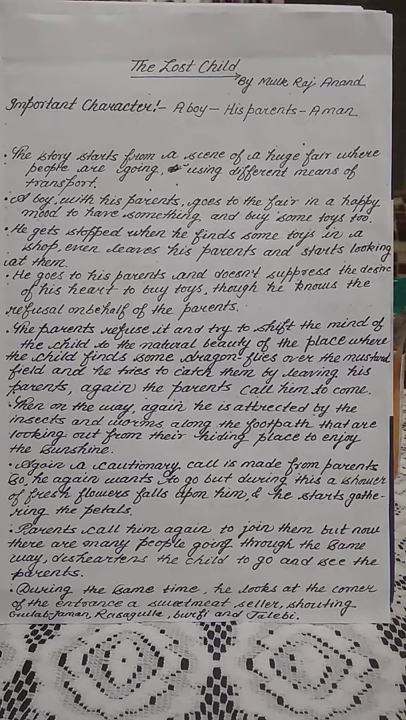 The Lost Child
By Mulk Raj Anand
Important Character:- A boy - His parents - A man
• The story starts from a scene of a huge fair where
people are going, using different means of
transport.
• A boy, with his parents, goes to the fair in a happy
mood to have something, and buy some toys too.
• He gets stopped when he finds some toys in a
shop, even leaves his parents and starts looking
at them.
• He goes to his parents and doesn't suppress the desire
of his heart to buy toys, though he knows the
refusal onbehalf of the parents.
• The parents refuse it and try to shift the mind of
the child to the natural beauty of the place where
the child finds some dragon-flies over the mustard
field and he tries to catch them by leaving his
parents, again the parents call him to come.
• Then on the way, again he is attrected by the
insects and worms along the footpath that are
looking out from their hiding place to enjoy
the sunshine.
• Again a cautionary call is made from parents
So, he again wants to go but during this a shower
of fresh flowers falls upon him, & he starts gathe-
ring the petals.
• Parents call him again to join them but now
there are many people going through the same
way, disheartens the child to go and see the
parents.
• During the same time, he looks at the corner
of the entrance a sweetmeat seller, shouting
Gulab-Jaman, Rasagulla, burfi and Jalebi.